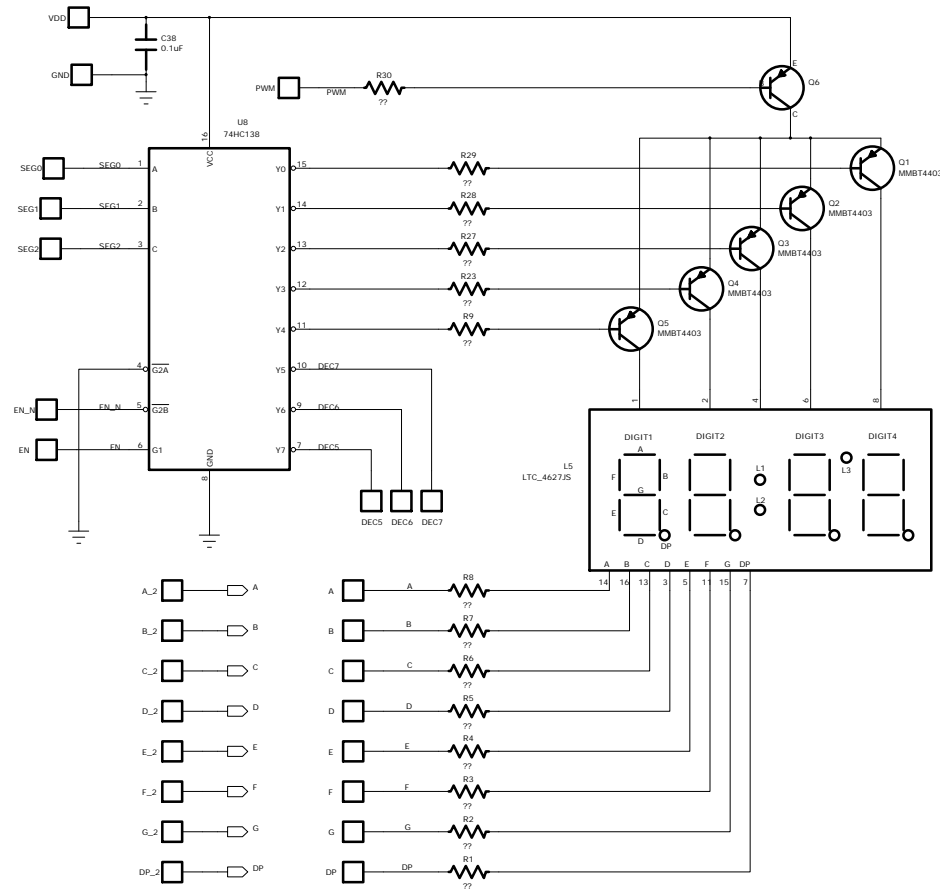 VDD
C38
0.1uF
GND
E
Q6
C
R30
PWM
PWM
??
U8
74HC138
16
VCC
SEG0
SEG0
1
A
Y0
15
R29
??
Q1
MMBT4403
SEG1
SEG1
2
B
Y1
14
R28
??
Q2
MMBT4403
SEG2
SEG2
3
C
Y2
13
R27
??
Q3
MMBT4403
Y3
12
R23
??
Q4
MMBT4403
Y4
11
R9
??
Q5
MMBT4403
4
G2A
Y5
10
DEC7
EN_N
EN_N
5
G2B
Y6
9
DEC6
EN
EN
6
G1
Y7
7
DEC5
GND
8
DEC5
DEC6
DEC7
1
2
4
6
8
L5
LTC_4627JS
DIGIT1
DIGIT2
DIGIT3
DIGIT4
A
F
B
G
E
C
D
DP
L1
L2
L3
A
B
C
D
E
F
G
DP
14
16
13
3
5
11
15
7
A_2
A
A
A
R8
??
B_2
B
B
B
R7
??
C_2
C
C
C
R6
??
D_2
D
D
D
R5
??
E_2
E
E
E
R4
??
F_2
F
F
F
R3
??
G_2
G
G
G
R2
??
DP_2
DP
DP
DP
R1
??